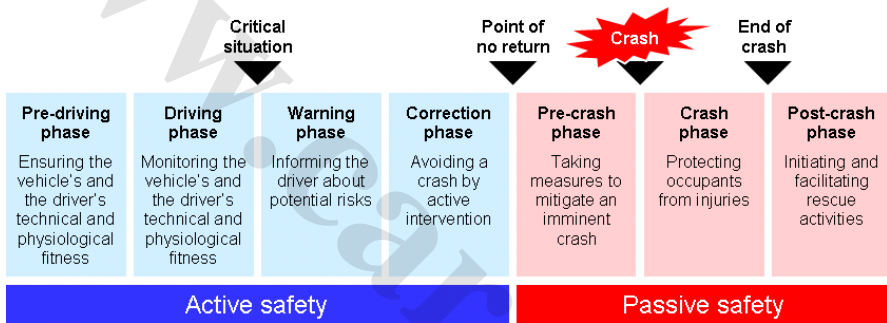 Critical
situation
Point of
no return
Crash
End of
crash
Pre-driving
phase
Ensuring the
vehicle's and
the driver's
technical and
physiological
fitness
Driving
phase
Monitoring the
vehicle's and
the driver's
technical and
physiological
fitness
Warning
phase
Informing the
driver about
potential risks
Correction
phase
Avoiding a
crash by
active
intervention
Pre-crash
phase
Taking
measures to
mitigate an
imminent
crash
Crash
phase
Protecting
occupants
from injuries
Post-crash
phase
Initiating and
facilitating
rescue
activities
Active safety
Passive safety